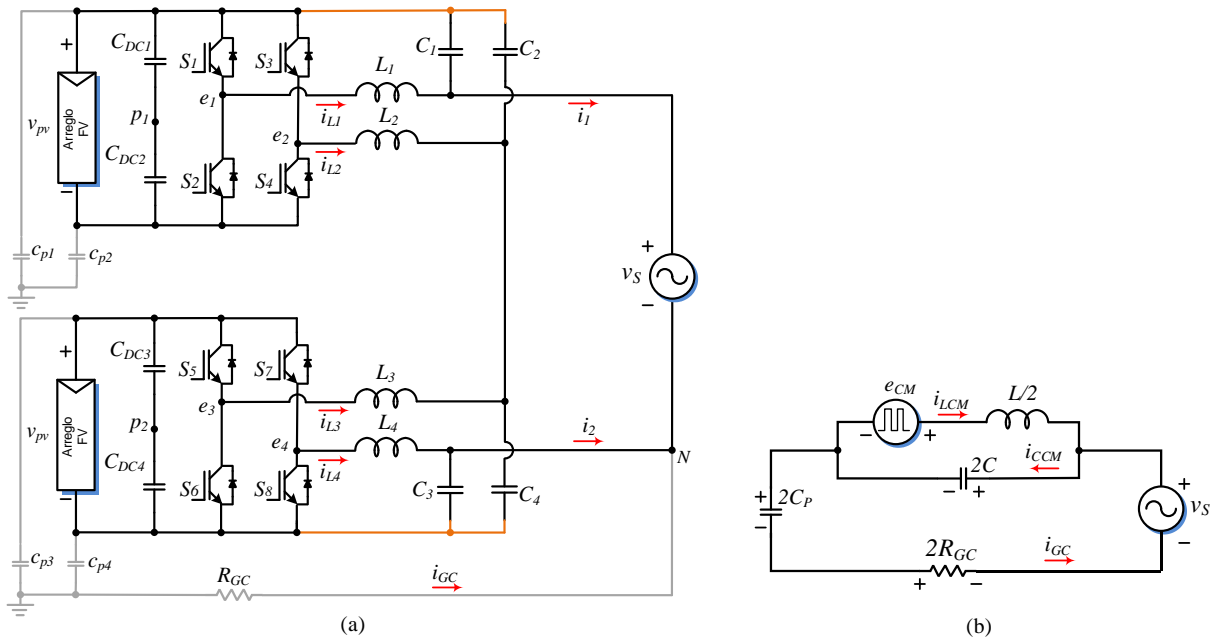 C_DC1
S_1
S_3
C_1
C_2
+
L_1
e_1
i_L1
i_1
v_pv
Arreglo
FV
p_1
L_2
e_2
i_L2
C_DC2
S_2
S_4
−
c_p1
c_p2
+
v_S
−
+
C_DC3
S_5
S_7
L_3
e_3
i_L3
v_pv
Arreglo
FV
p_2
L_4
i_2
e_4
i_L4
N
C_DC4
S_6
S_8
C_3
C_4
−
c_p3
c_p4
R_GC
i_GC
(a)
e_CM
i_LCM
L/2
−
+
i_CCM
2C
−
+
+
2C_P
−
+
v_S
−
2R_GC
i_GC
+
−
(b)